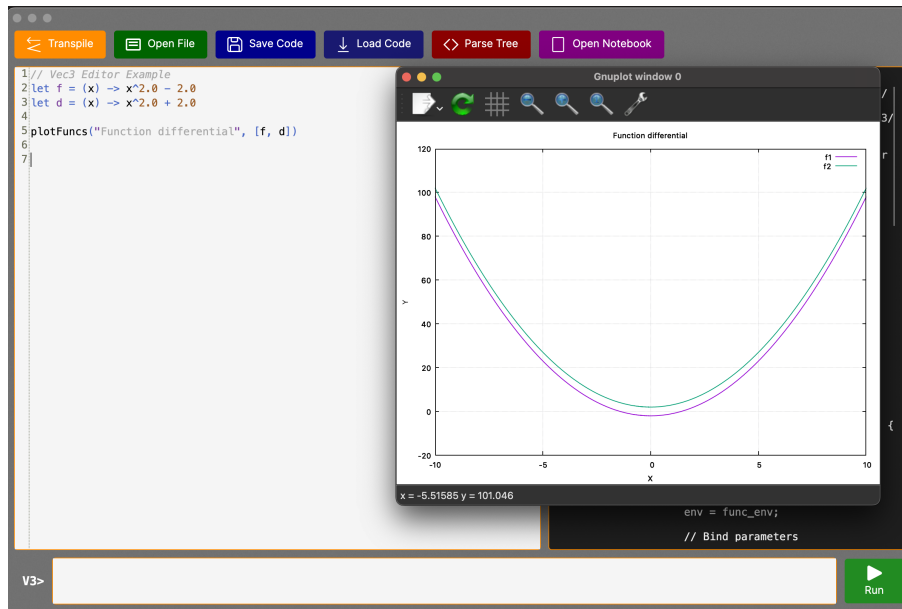 Transpile Open File Save Code Load Code Parse Tree Open Notebook
1 // Vec3 Editor Example
2 let f = (x) -> x^2.0 - 2.0
3 let d = (x) -> x^2.0 + 2.0
4
5 plotFuncs("Function differential", [f, d])
6
7
Gnuplot window 0
Function differential
f1
f2
120
100
80
60
40
20
0
-20
Y
-10 -5 0 5 10
X
x = -5.51585 y = 101.046
/
3/
r
{
env = func_env;
// Bind parameters
V3>
Run